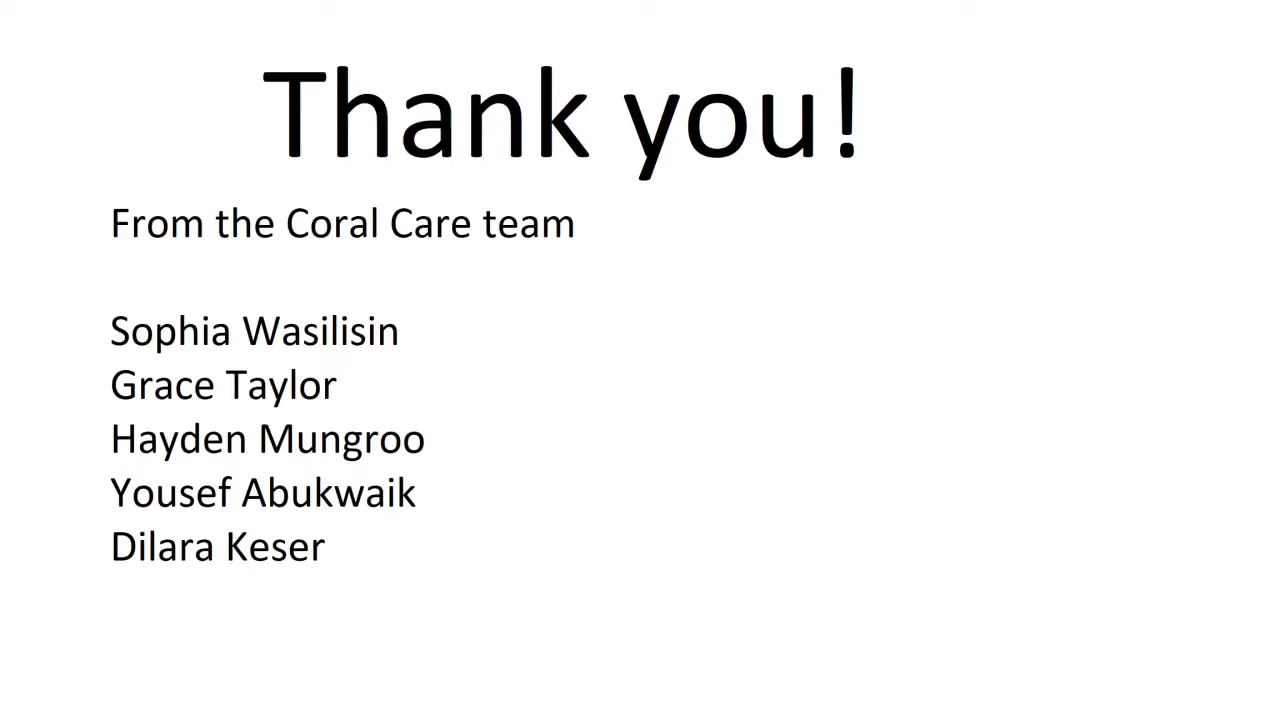 Thank you!
From the Coral Care team
Sophia Wasilisin
Grace Taylor
Hayden Mungroo
Yousef Abukwaik
Dilara Keser